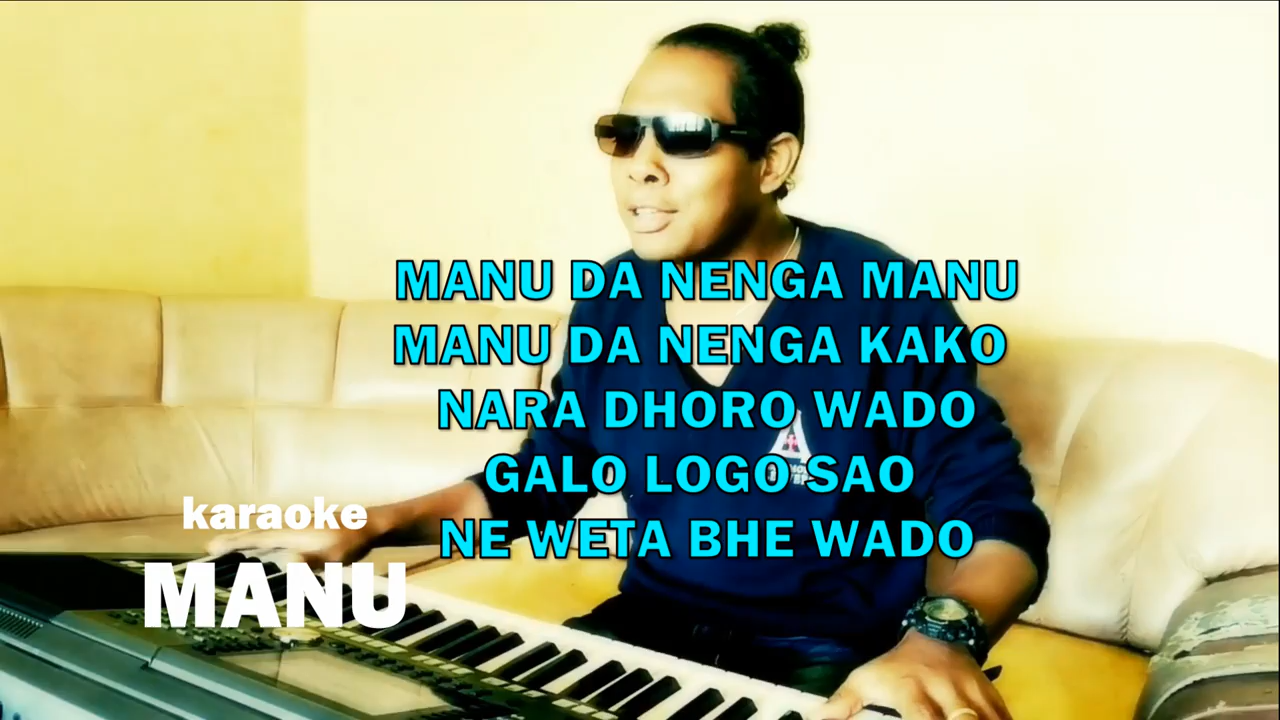 MANU DA NENGA MANU
MANU DA NENGA KAKO
NARA DHORO WADO
GALO LOGO SAO
NE WETA BHE WADO
karaoke
MANU